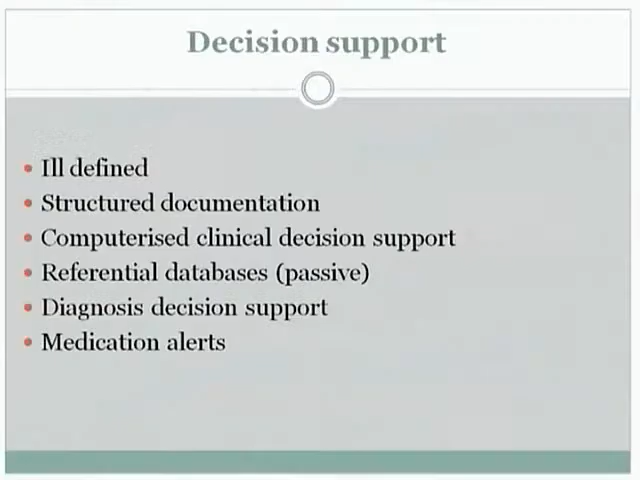 Decision support
Ill defined
Structured documentation
Computerised clinical decision support
Referential databases (passive)
Diagnosis decision support
Medication alerts